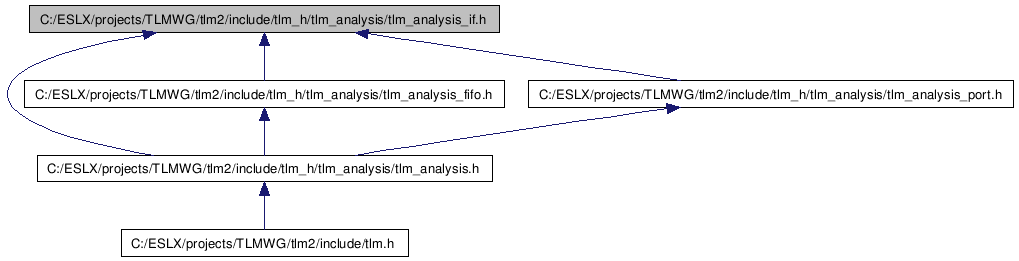 C:/ESLX/projects/TLMWG/tlm2/include/tlm_h/tlm_analysis/tlm_analysis_if.h
C:/ESLX/projects/TLMWG/tlm2/include/tlm_h/tlm_analysis/tlm_analysis_fifo.h
C:/ESLX/projects/TLMWG/tlm2/include/tlm_h/tlm_analysis/tlm_analysis_port.h
C:/ESLX/projects/TLMWG/tlm2/include/tlm_h/tlm_analysis/tlm_analysis.h
C:/ESLX/projects/TLMWG/tlm2/include/tlm.h